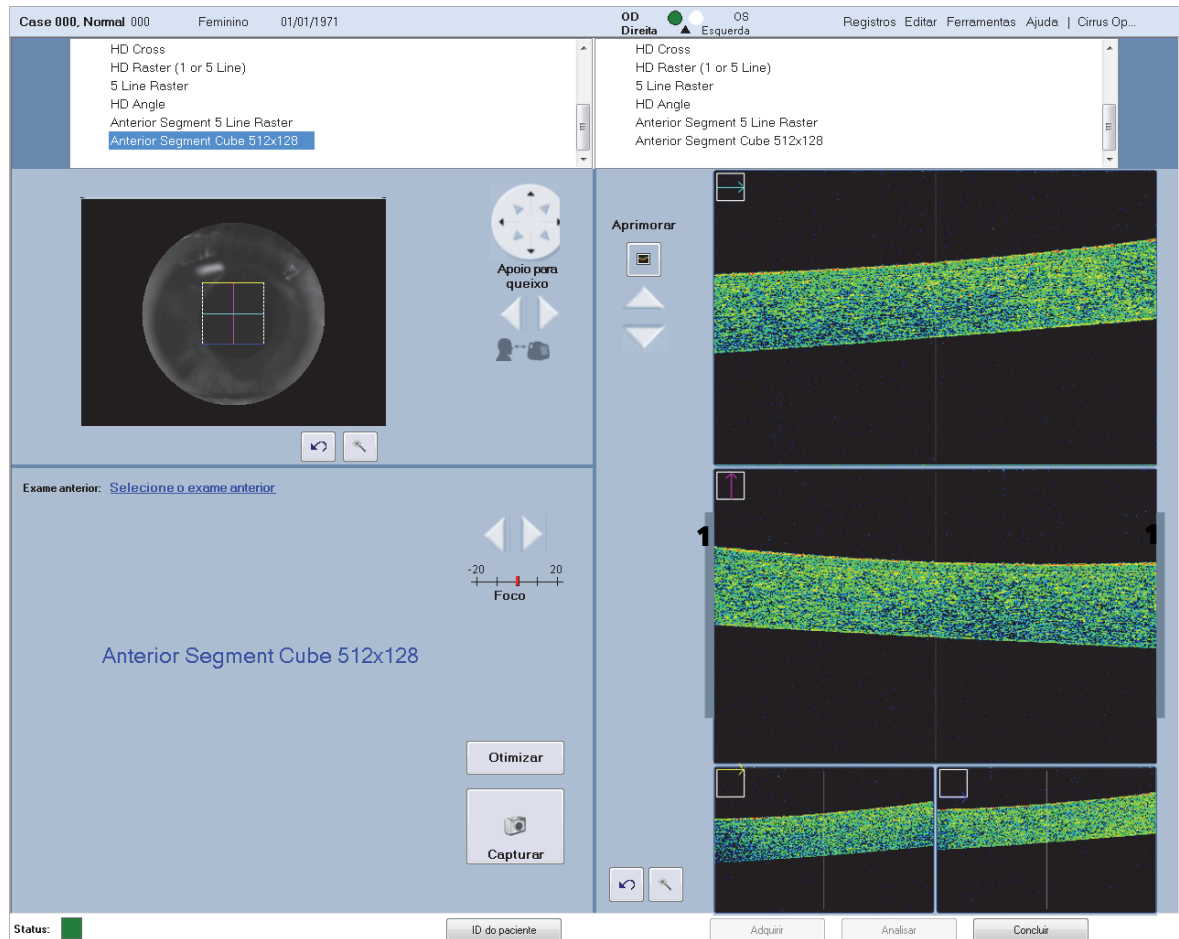 Case 000, Normal 000 Feminino 01/01/1971
OD Direita
OS Esquerda
Registros Editar Ferramentas Ajuda | Cirrus Op...
HD Cross
HD Raster (1 or 5 Line)
5 Line Raster
HD Angle
Anterior Segment 5 Line Raster
Anterior Segment Cube 512x128
HD Cross
HD Raster (1 or 5 Line)
5 Line Raster
HD Angle
Anterior Segment 5 Line Raster
Anterior Segment Cube 512x128
Apoio para
queixo
Aprimorar
Exame anterior: Selecione o exame anterior
-20 20
Foco
Anterior Segment Cube 512x128
Otimizar
Capturar
1 1
Status:
ID do paciente
Adquirir
Analisar
Concluir